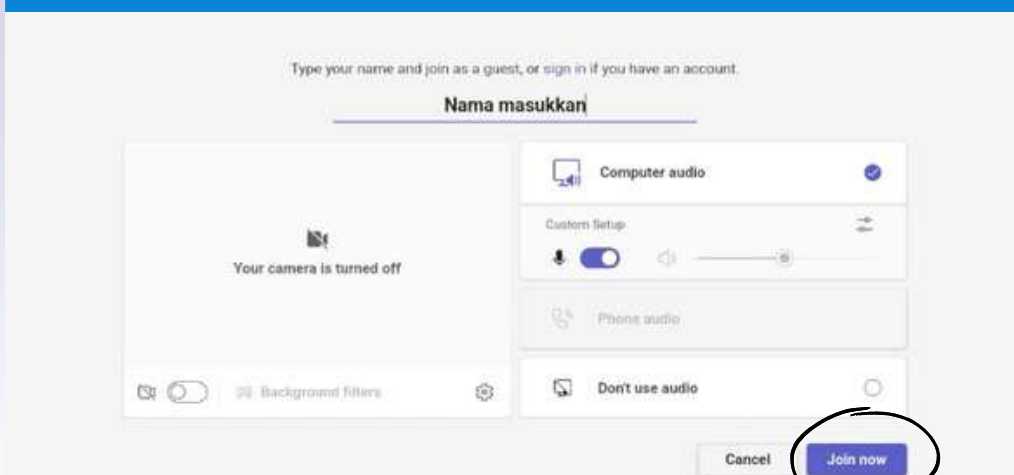 Type your name and join as a guest, or sign in if you have an account.
Nama masukkan
Computer audio
Custom Setup
Your camera is turned off
Phone audio
Background filters
Don't use audio
Cancel
Join now